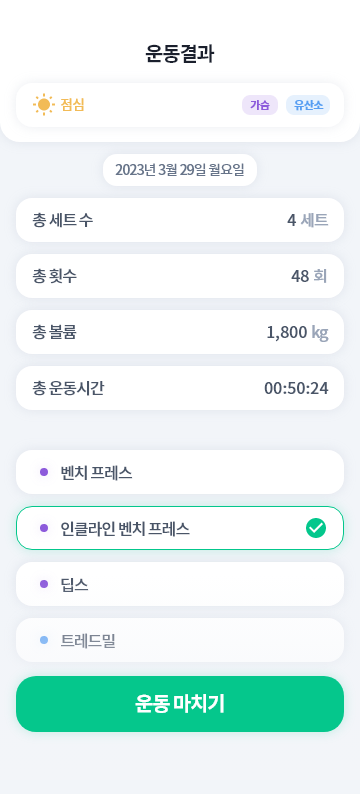 운동결과
점심 가슴 유산소
2023년 3월 29일 월요일
총 세트 수 4 세트
총 횟수 48 회
총 볼륨 1,800 kg
총 운동시간 00:50:24
벤치 프레스
인클라인 벤치 프레스
딥스
트레드밀
운동 마치기